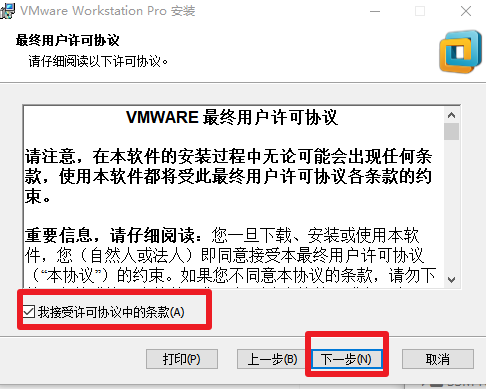 VMware Workstation Pro 安装
最终用户许可协议
请仔细阅读以下许可协议。
VMWARE 最终用户许可协议
请注意，在本软件的安装过程中无论可能会出现任何条
款，使用本软件都将受此最终用户许可协议各条款的约
束。
重要信息，请仔细阅读：您一旦下载、安装或使用本软
件，您（自然人或法人）即同意接受本最终用户许可协议
（“本协议”）的约束。如果您不同意本协议的条款，请勿下
我接受许可协议中的条款(A)
打印(P)
上一步(B)
下一步(N)
取消